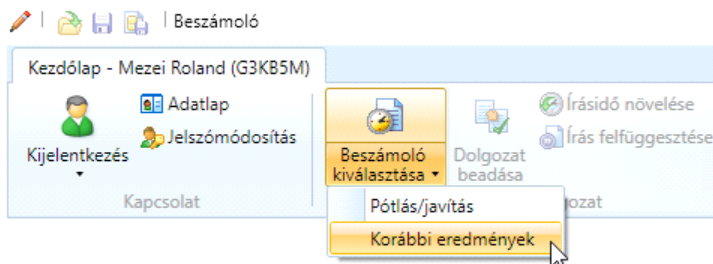 Beszámoló
Kezdőlap - Mezei Roland (G3KB5M)
Kijelentkezés
Adatlap
Jelszómódosítás
Kapcsolat
Beszámoló
kiválasztása
Dolgozat
beadása
Írásidő növelése
Írás felfüggesztése
ozat
Pótlás/javítás
Korábbi eredmények